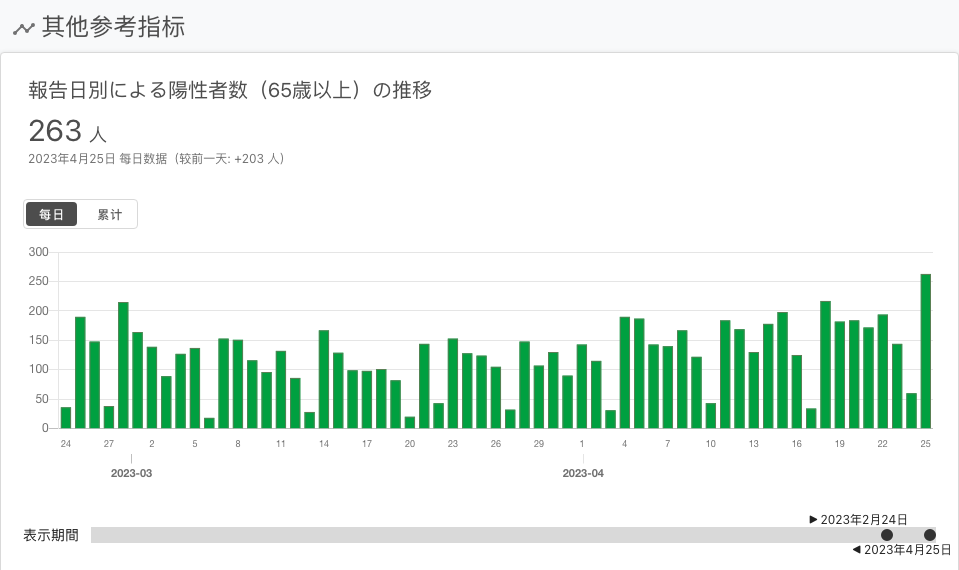 其他参考指标
報告日別による陽性者数（65歳以上）の推移
263 人
2023年4月25日 每日数据（较前一天: +203 人）
每日 累计
300
250
200
150
100
50
0
24 27 2 5 8 11 14 17 20 23 26 29 1 4 7 10 13 16 19 22 25
2023-03 2023-04
▶ 2023年2月24日
表示期間
◀ 2023年4月25日